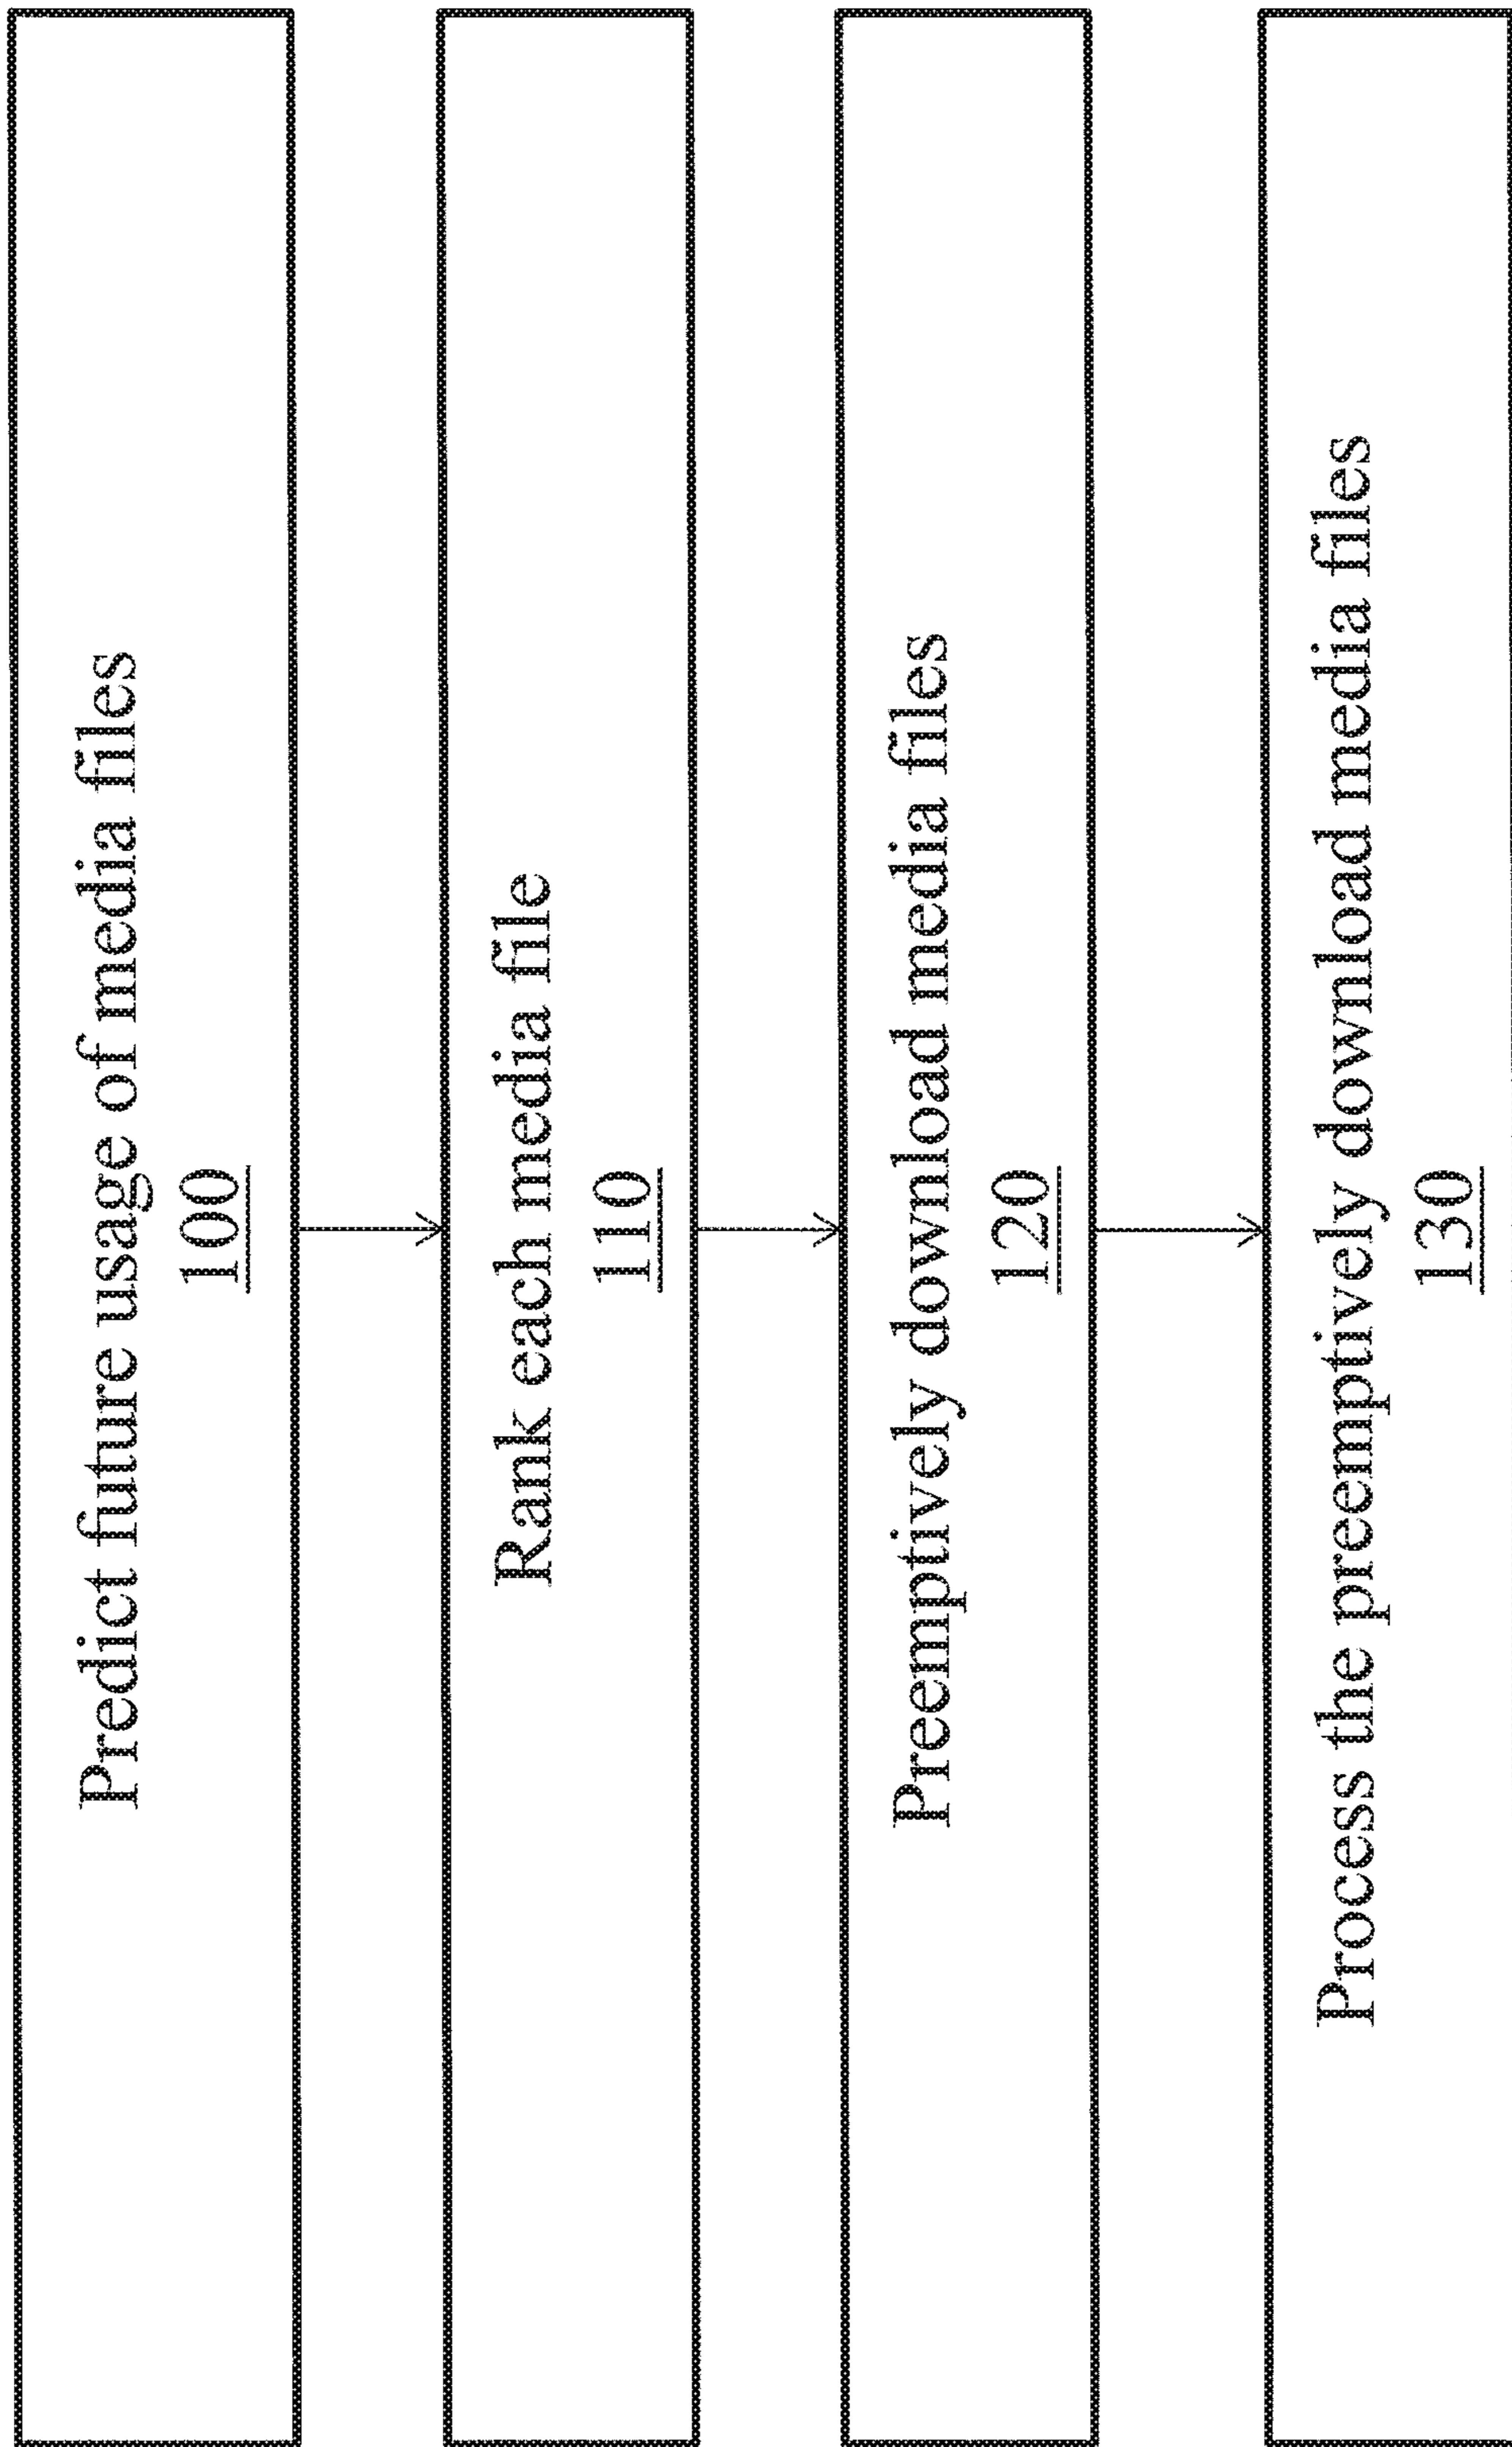 Predict future usage of media files
100
Rank each media file
110
Preemptively download media files
120
Process the preemptively download media files
130